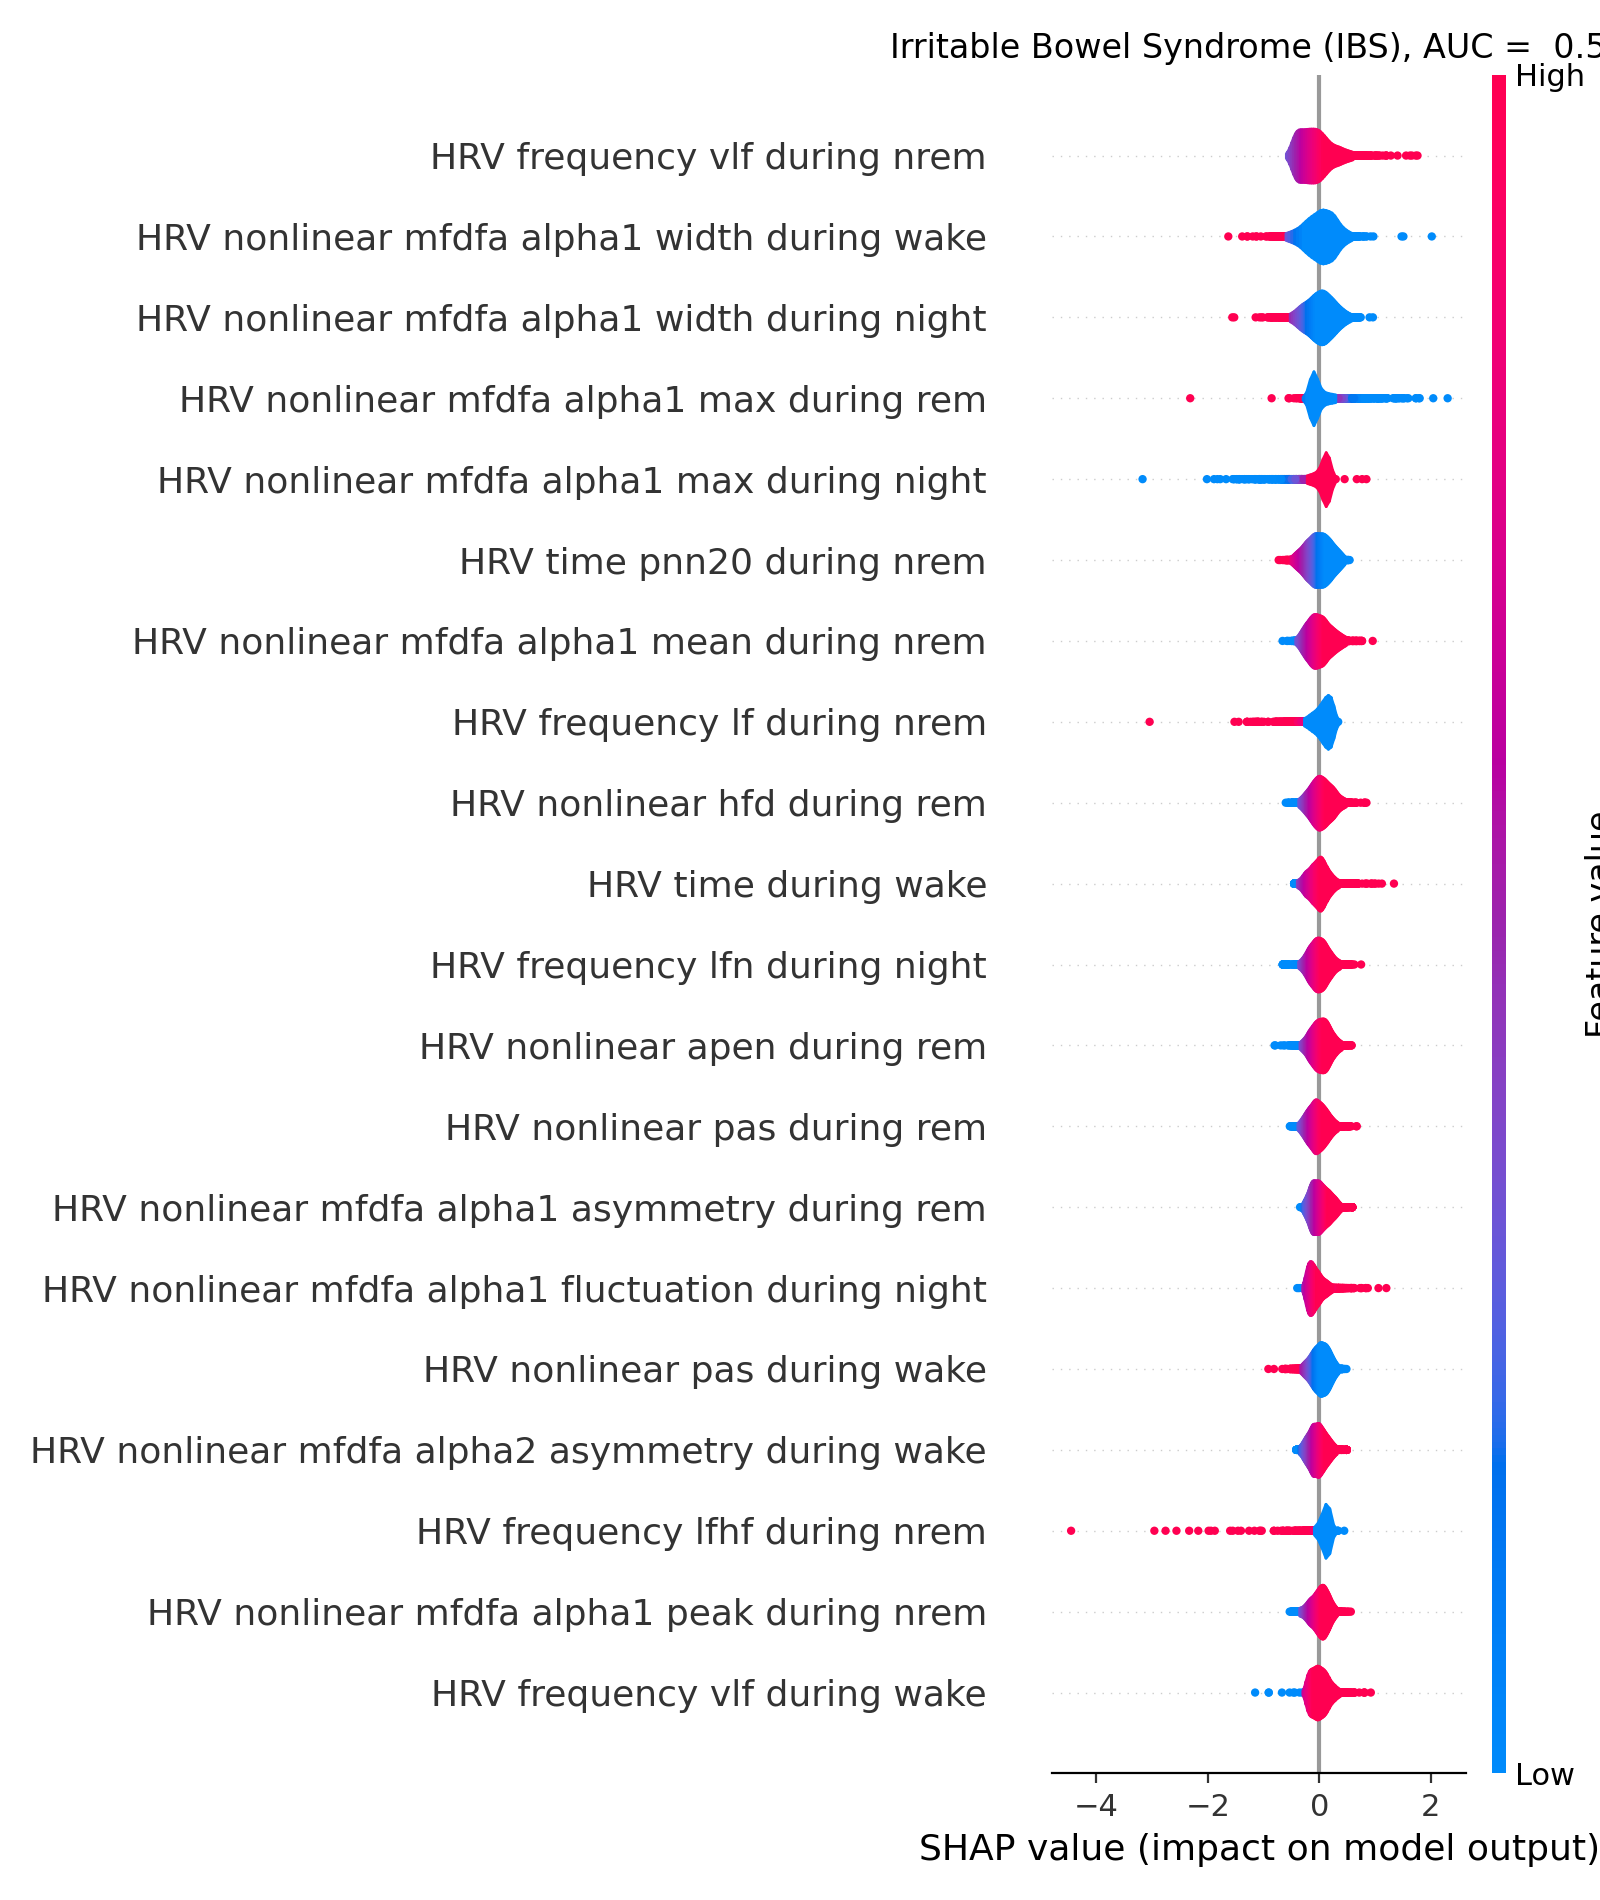 Irritable Bowel Syndrome (IBS), AUC = 0.5
High
HRV frequency vlf during nrem
HRV nonlinear mfdfa alpha1 width during wake
HRV nonlinear mfdfa alpha1 width during night
HRV nonlinear mfdfa alpha1 max during rem
HRV nonlinear mfdfa alpha1 max during night
HRV time pnn20 during nrem
HRV nonlinear mfdfa alpha1 mean during nrem
HRV frequency lf during nrem
HRV nonlinear hfd during rem
HRV time during wake
HRV frequency lfn during night
HRV nonlinear apen during rem
HRV nonlinear pas during rem
HRV nonlinear mfdfa alpha1 asymmetry during rem
HRV nonlinear mfdfa alpha1 fluctuation during night
HRV nonlinear pas during wake
HRV nonlinear mfdfa alpha2 asymmetry during wake
HRV frequency lfhf during nrem
HRV nonlinear mfdfa alpha1 peak during nrem
HRV frequency vlf during wake
Feature value
Low
−4 −2 0 2
SHAP value (impact on model output)